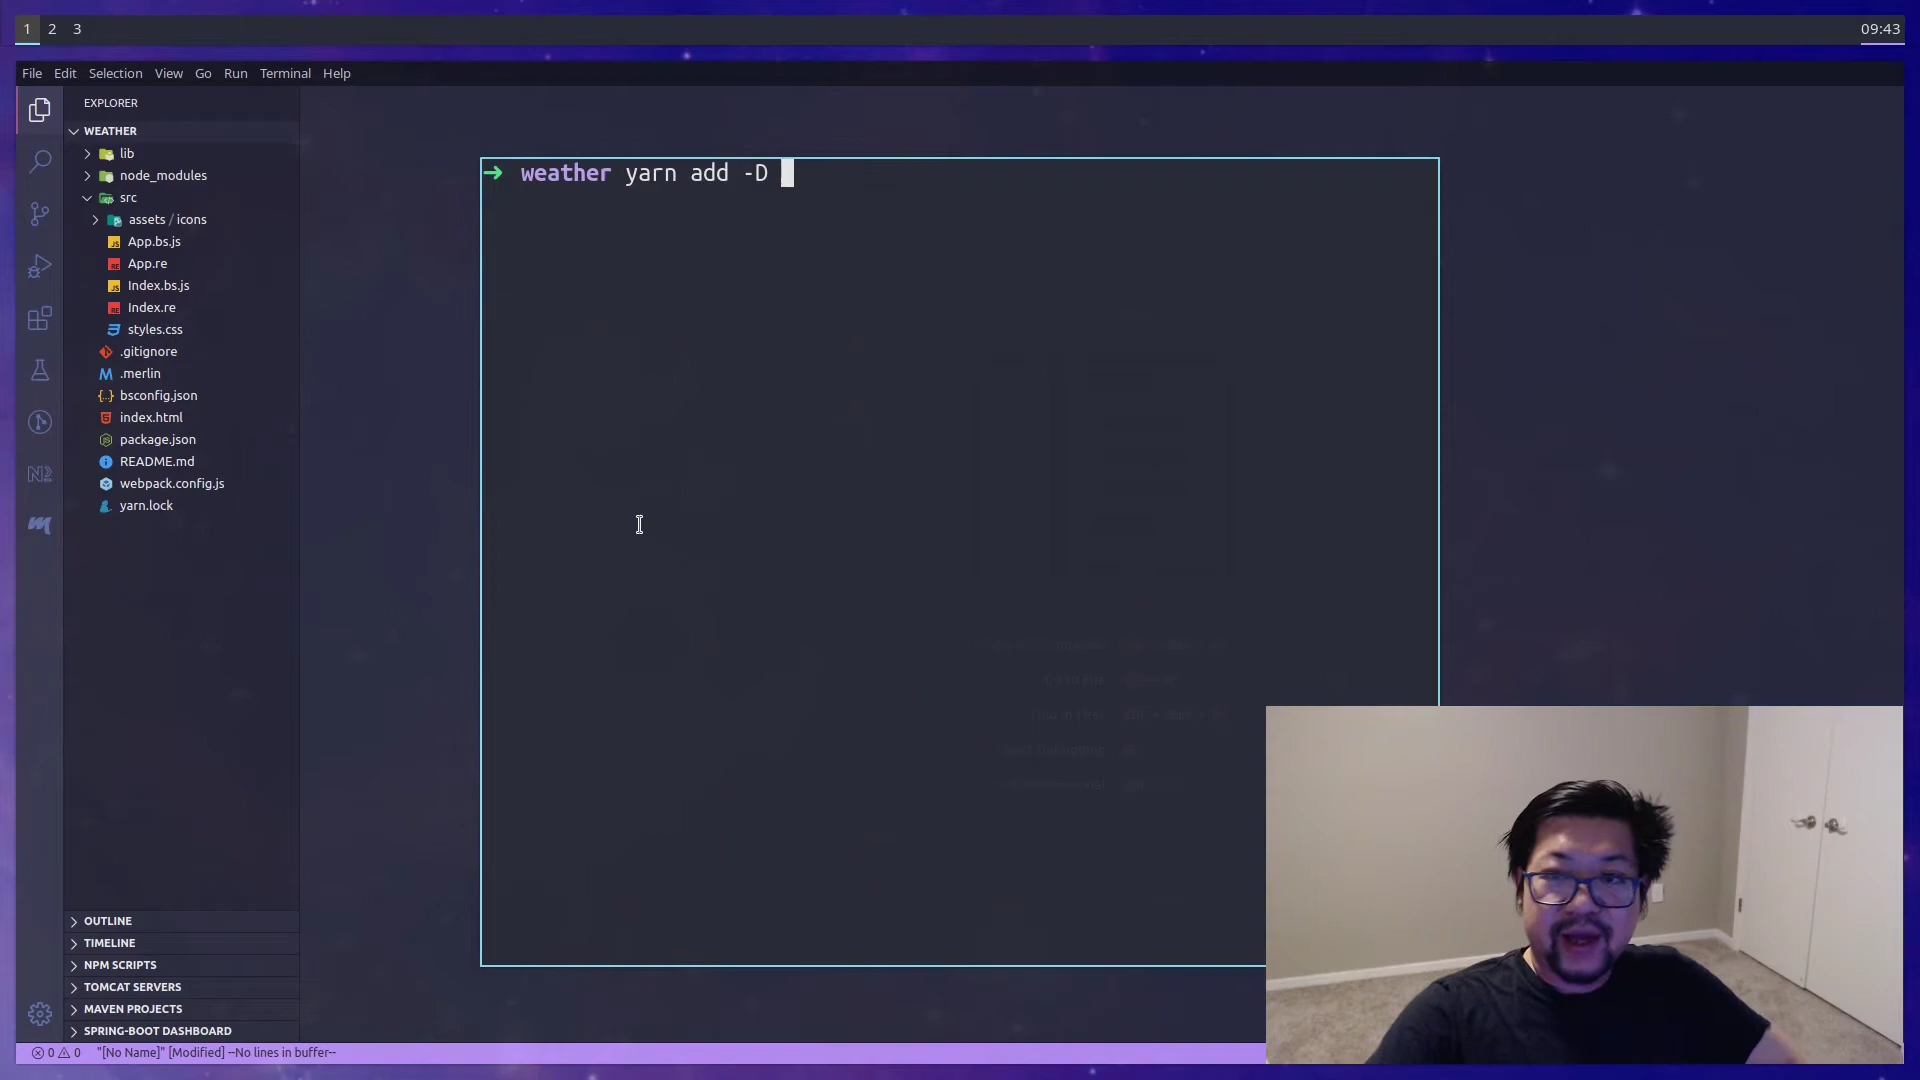 1 2 3
09:43
File Edit Selection View Go Run Terminal Help
EXPLORER
WEATHER
lib
node_modules
src
assets / icons
App.bs.js
App.re
Index.bs.js
Index.re
styles.css
.gitignore
.merlin
bsconfig.json
index.html
package.json
README.md
webpack.config.js
yarn.lock
OUTLINE
TIMELINE
NPM SCRIPTS
TOMCAT SERVERS
MAVEN PROJECTS
SPRING-BOOT DASHBOARD
0 0 "[No Name]" [Modified] --No lines in buffer--
➜ weather yarn add -D